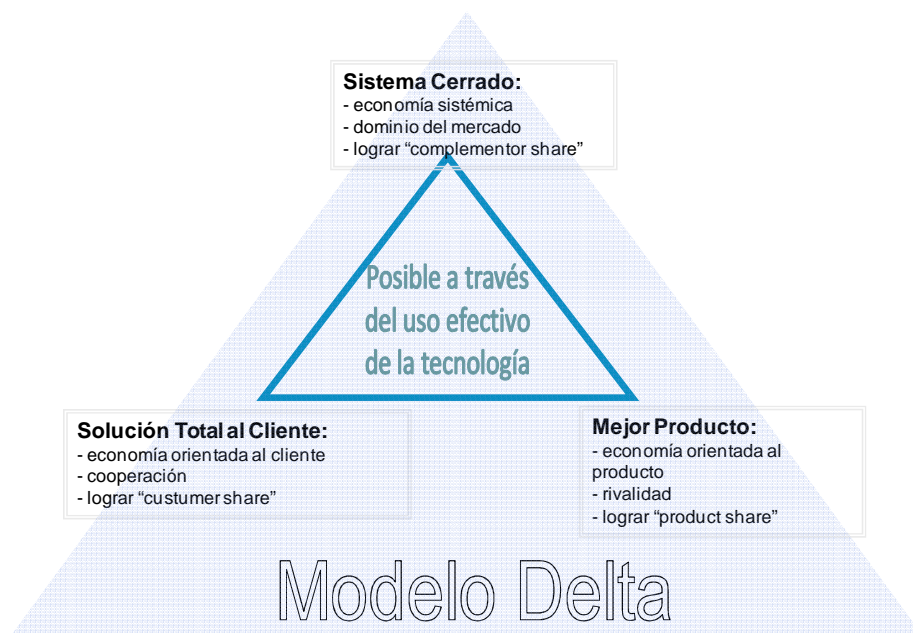 Sistema Cerrado:
- economía sistémica
- dominio del mercado
- lograr “complementor share”
Posible a través
del uso efectivo
de la tecnología
Solución Total al Cliente:
- economía orientada al cliente
- cooperación
- lograr “custumer share”
Mejor Producto:
- economía orientada al
producto
- rivalidad
- lograr “product share”
Modelo Delta